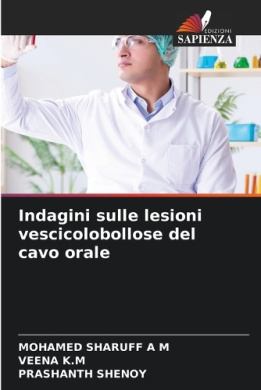 EDIZIONI
SAPIENZA
Indagini sulle lesioni
vescicolobollose del
cavo orale
MOHAMED SHARUFF A M
VEENA K.M
PRASHANTH SHENOY